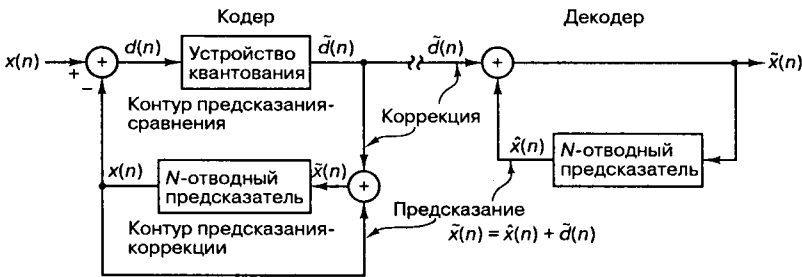 Кодер
Декодер
x(n)
+
−
+
d(n)
Устройство
квантования
d̃(n)
d̃(n)
+
x̃(n)
Контур предсказания-
сравнения
Коррекция
x(n)
N-отводный
предсказатель
x̃(n)
+
x̂(n)
N-отводный
предсказатель
Контур предсказания-
коррекции
Предсказание
x̃(n) = x̂(n) + d̃(n)